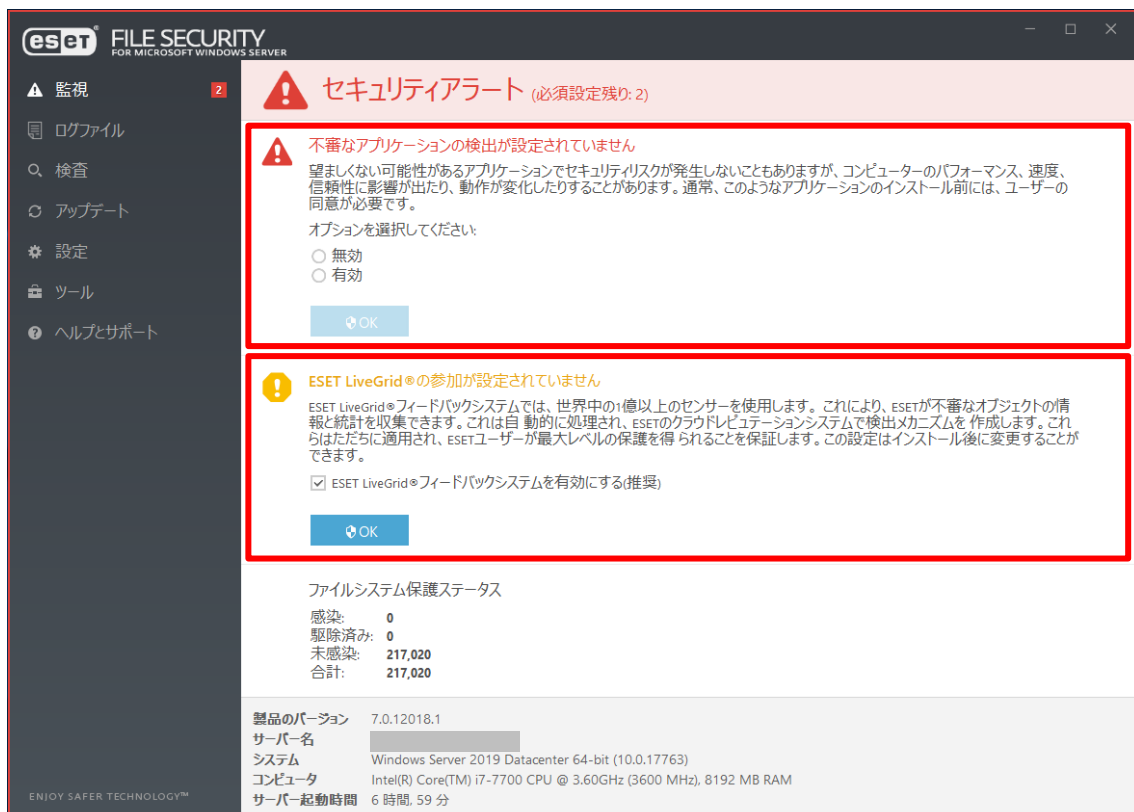 eset FILE SECURITY
FOR MICROSOFT WINDOWS SERVER
監視 2
ログファイル
検査
アップデート
設定
ツール
ヘルプとサポート
ENJOY SAFER TECHNOLOGY™
セキュリティアラート (必須設定残り: 2)
不審なアプリケーションの検出が設定されていません
望ましくない可能性があるアプリケーションでセキュリティリスクが発生しないこともありますが、コンピューターのパフォーマンス、速度、
信頼性に影響が出たり、動作が変化したりすることがあります。通常、このようなアプリケーションのインストール前には、ユーザーの
同意が必要です。
オプションを選択してください:
無効
有効
OK
ESET LiveGrid®の参加が設定されていません
ESET LiveGrid®フィードバックシステムでは、世界中の1億以上のセンサーを使用します。これにより、ESETが不審なオブジェクトの情
報と統計を収集できます。これは自 動的に処理され、ESETのクラウドレピュテーションシステムで検出メカニズムを 作成します。これ
らはただちに適用され、ESETユーザーが最大レベルの保護を得 られることを保証します。この設定はインストール後に変更することが
できます。
ESET LiveGrid®フィードバックシステムを有効にする(推奨)
OK
ファイルシステム保護ステータス
感染: 0
駆除済み: 0
未感染: 217,020
合計: 217,020
製品のバージョン 7.0.12018.1
サーバー名
システム Windows Server 2019 Datacenter 64-bit (10.0.17763)
コンピュータ Intel(R) Core(TM) i7-7700 CPU @ 3.60GHz (3600 MHz), 8192 MB RAM
サーバー起動時間 6 時間, 59 分